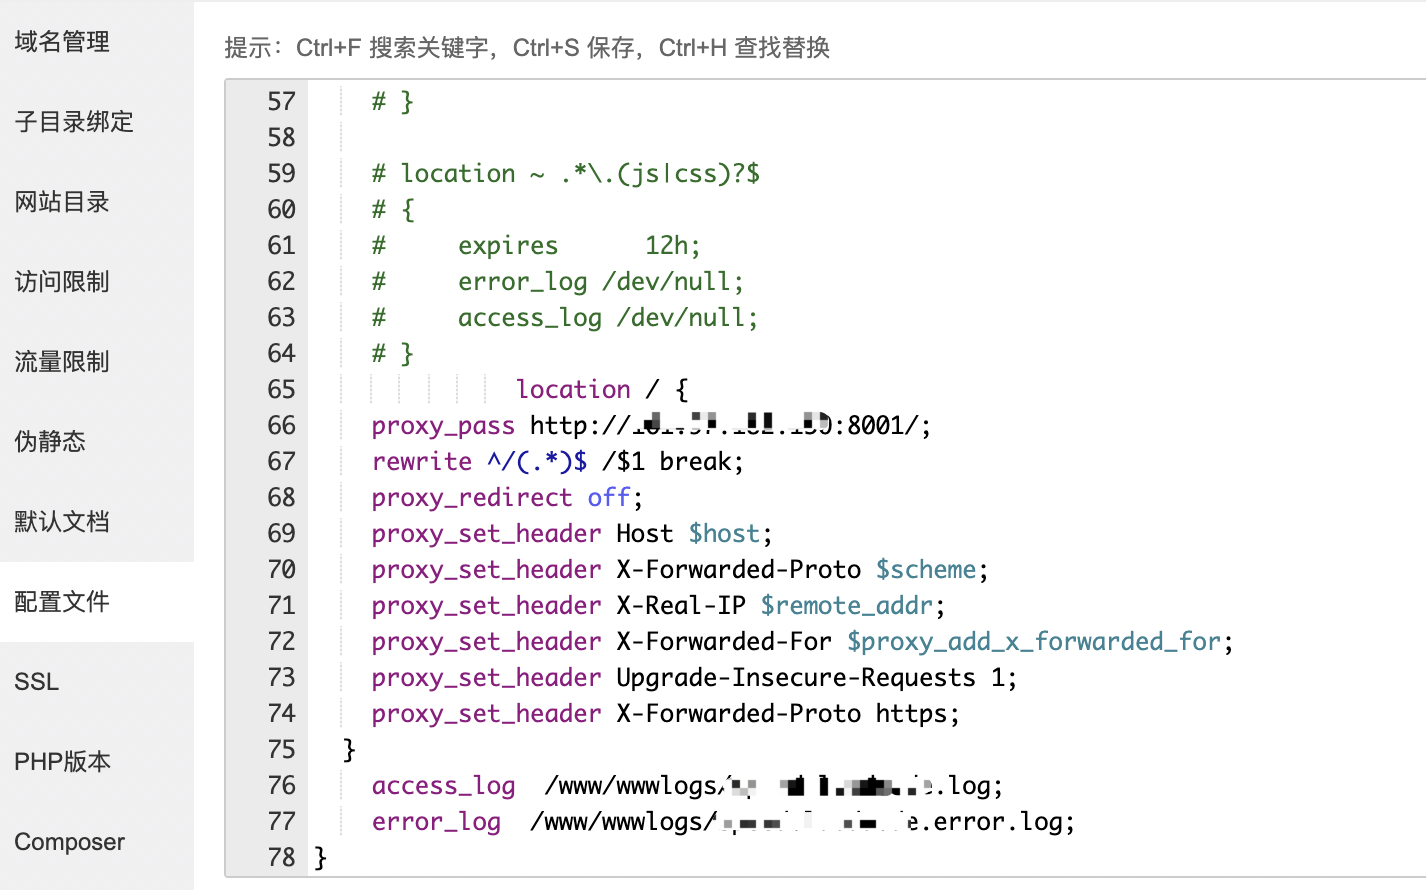 域名管理
子目录绑定
网站目录
访问限制
流量限制
伪静态
默认文档
配置文件
SSL
PHP版本
Composer
提示：Ctrl+F 搜索关键字，Ctrl+S 保存，Ctrl+H 查找替换
57 # }
58
59 # location ~ .*\.(js|css)?$
60 # {
61 # expires 12h;
62 # error_log /dev/null;
63 # access_log /dev/null;
64 # }
65 location / {
66 proxy_pass http:// :8001/;
67 rewrite ^/(.*)$ /$1 break;
68 proxy_redirect off;
69 proxy_set_header Host $host;
70 proxy_set_header X-Forwarded-Proto $scheme;
71 proxy_set_header X-Real-IP $remote_addr;
72 proxy_set_header X-Forwarded-For $proxy_add_x_forwarded_for;
73 proxy_set_header Upgrade-Insecure-Requests 1;
74 proxy_set_header X-Forwarded-Proto https;
75 }
76 access_log /www/wwwlogs/ .log;
77 error_log /www/wwwlogs/ .error.log;
78 }